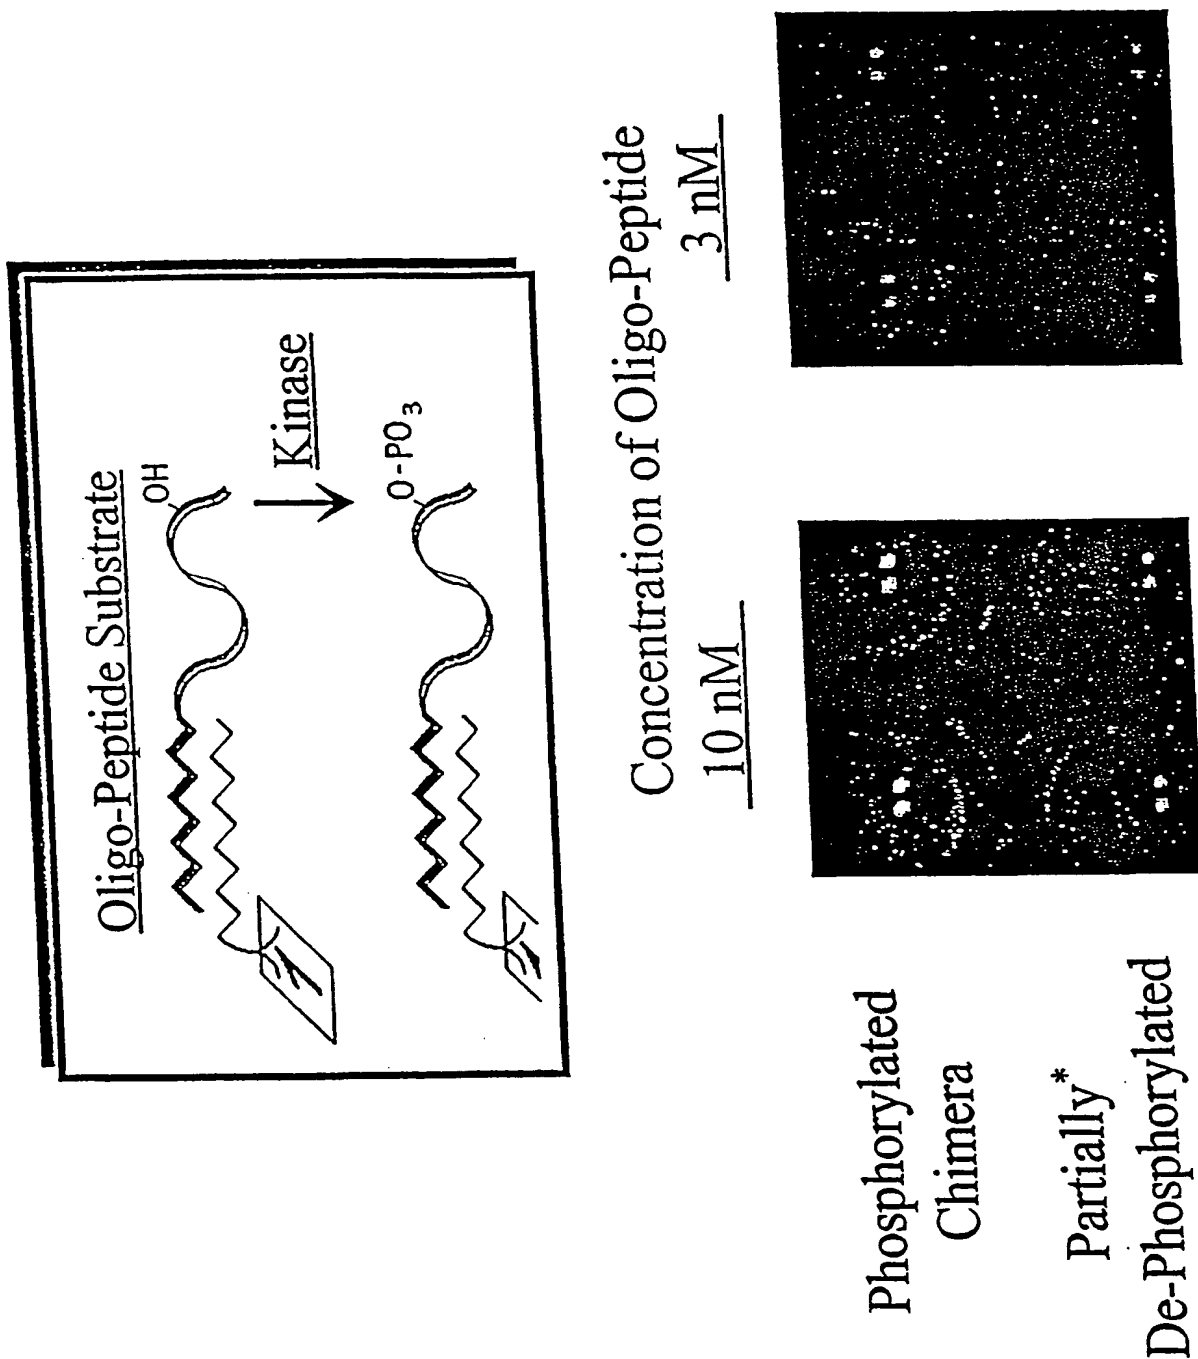 Oligo-Peptide Substrate
OH
Kinase
O-PO3
Concentration of Oligo-Peptide
10 nM
3 nM
Phosphorylated
Chimera
Partially*
De-Phosphorylated